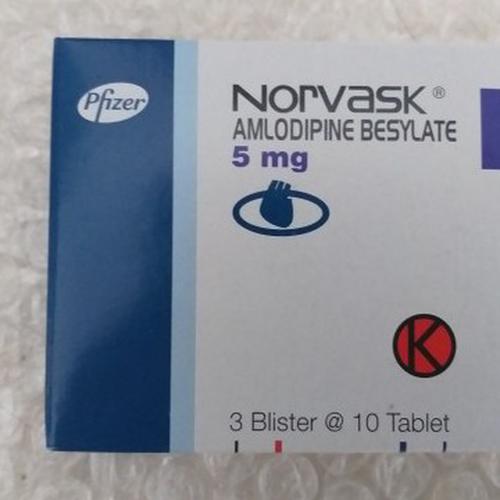 Pfizer
Norvask®
AMLODIPINE BESYLATE
5 mg
K
3 Blister @ 10 Tablet